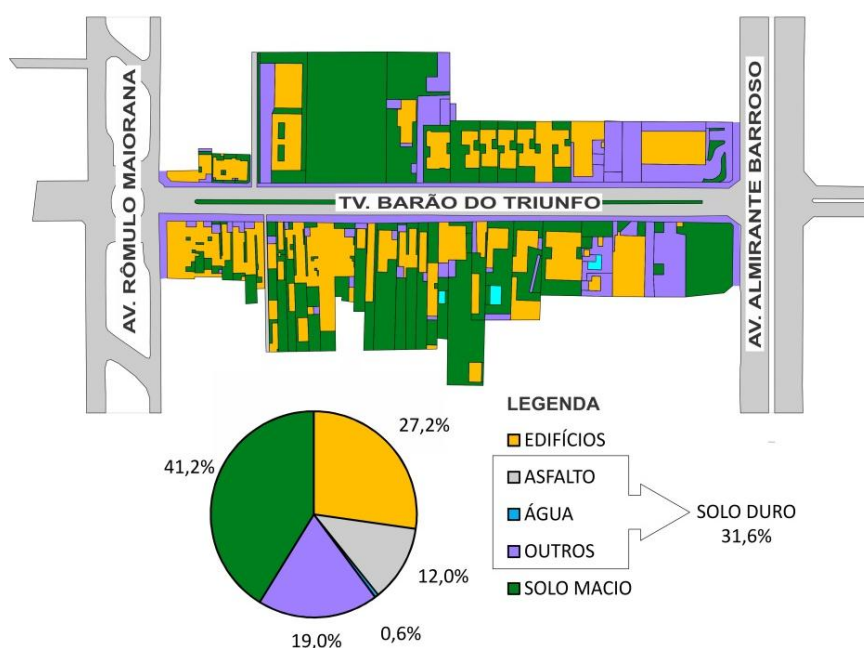 AV. RÔMULO MAIORANA
TV. BARÃO DO TRIUNFO
AV. ALMIRANTE BARROSO
LEGENDA
EDIFÍCIOS
ASFALTO
ÁGUA
OUTROS
SOLO MACIO
SOLO DURO
31,6%
27,2%
41,2%
12,0%
0,6%
19,0%